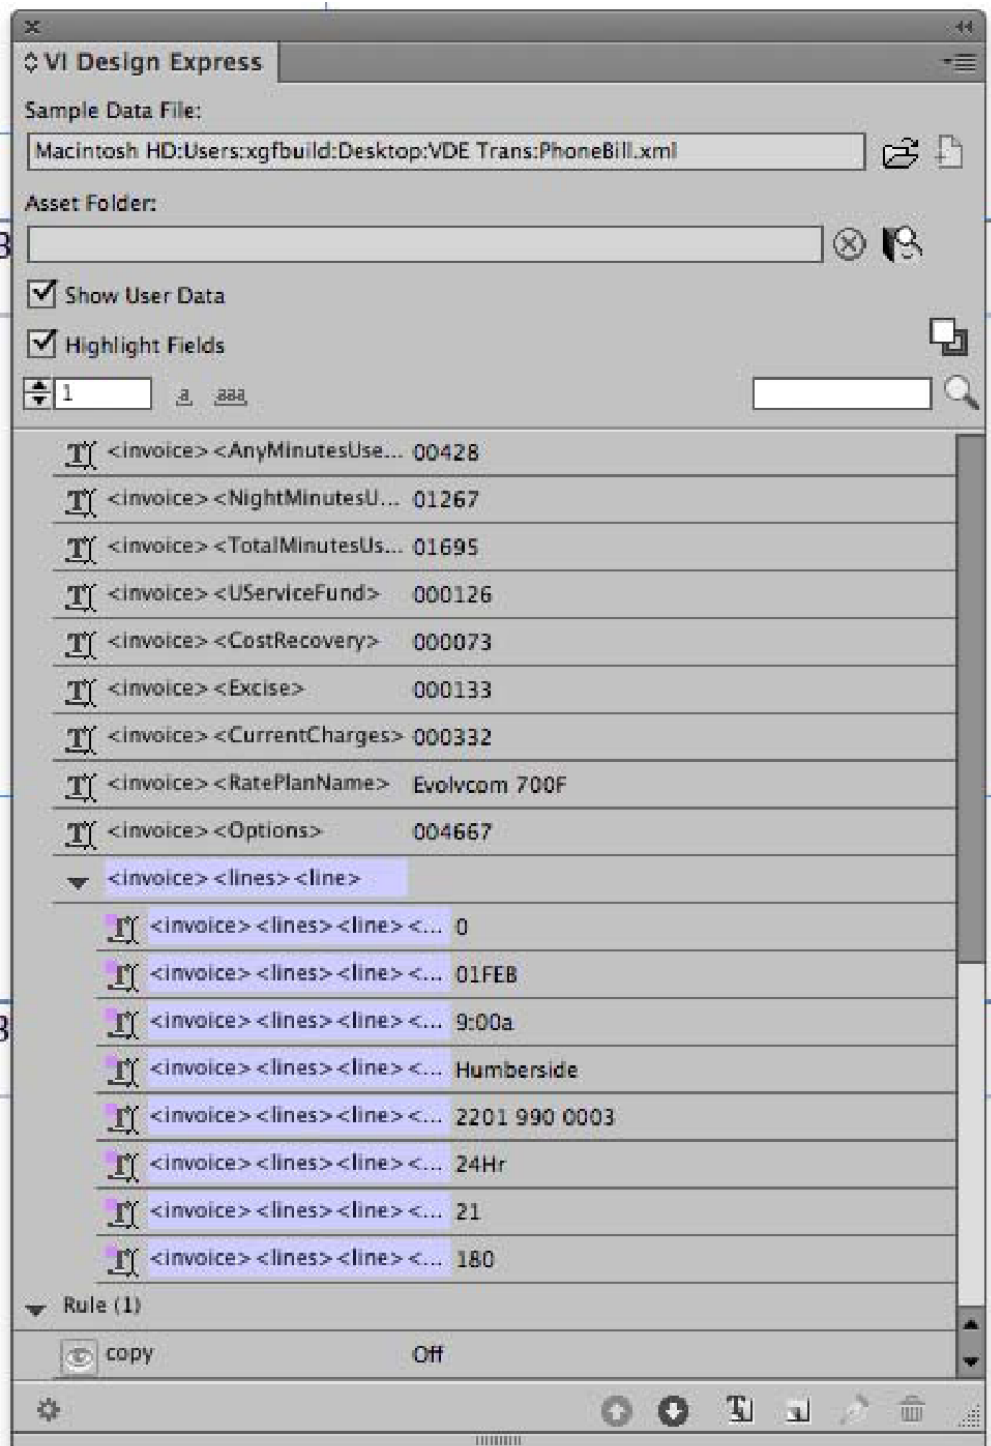 VI Design Express
Sample Data File:
Macintosh HD:Users:xgfbuild:Desktop:VDE Trans:PhoneBill.xml
Asset Folder:
Show User Data
Highlight Fields
1 a aaa
<invoice><AnyMinutesUse... 00428
<invoice><NightMinutesU... 01267
<invoice><TotalMinutesUs... 01695
<invoice><UServiceFund> 000126
<invoice><CostRecovery> 000073
<invoice><Excise> 000133
<invoice><CurrentCharges> 000332
<invoice><RatePlanName> Evolvcom 700F
<invoice><Options> 004667
<invoice><lines><line>
<invoice><lines><line><... 0
<invoice><lines><line><... 01FEB
<invoice><lines><line><... 9:00a
<invoice><lines><line><... Humberside
<invoice><lines><line><... 2201 990 0003
<invoice><lines><line><... 24Hr
<invoice><lines><line><... 21
<invoice><lines><line><... 180
Rule (1)
copy Off